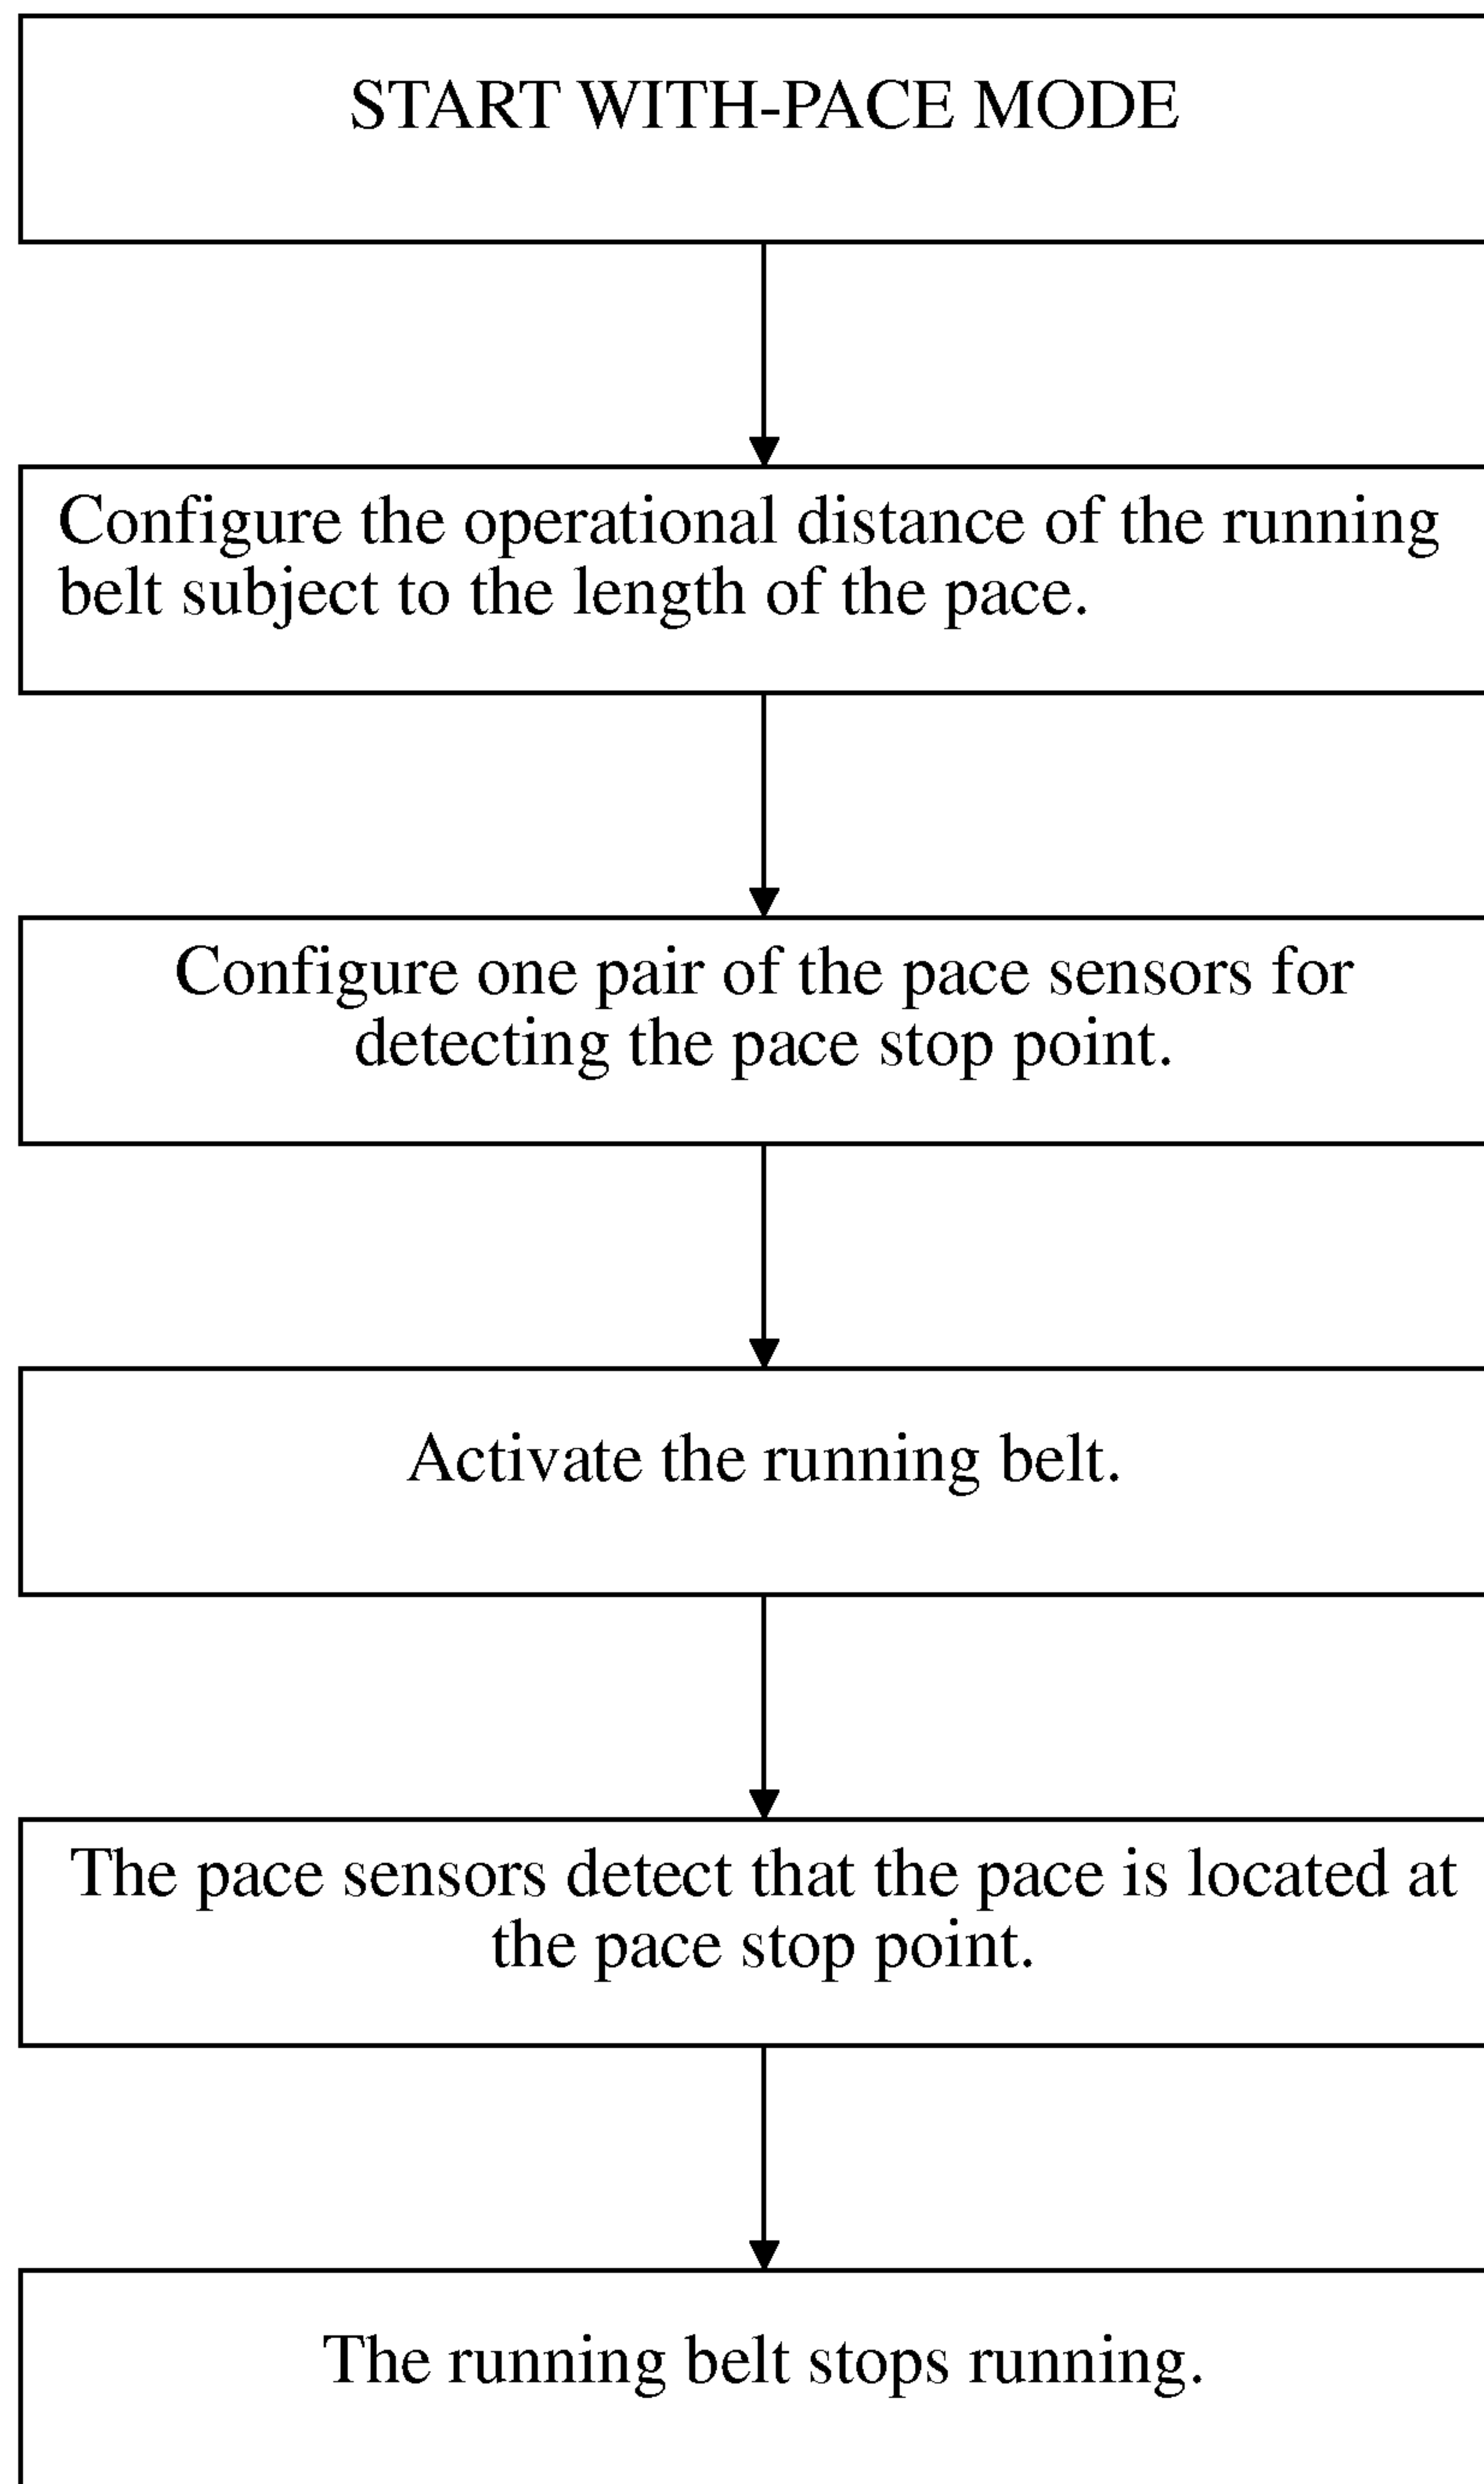 START WITH-PACE MODE
Configure the operational distance of the running
belt subject to the length of the pace.
Configure one pair of the pace sensors for
detecting the pace stop point.
Activate the running belt.
The pace sensors detect that the pace is located at
the pace stop point.
The running belt stops running.